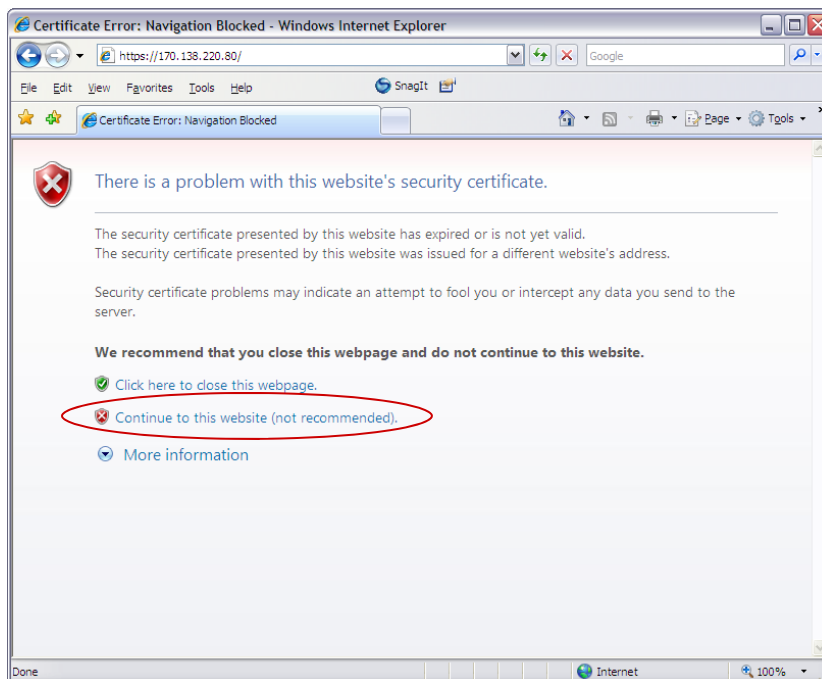 Certificate Error: Navigation Blocked - Windows Internet Explorer
https://170.138.220.80/
Google
File Edit View Favorites Tools Help
SnagIt
Certificate Error: Navigation Blocked
Page Tools
There is a problem with this website's security certificate.
The security certificate presented by this website has expired or is not yet valid.
The security certificate presented by this website was issued for a different website's address.
Security certificate problems may indicate an attempt to fool you or intercept any data you send to the
server.
We recommend that you close this webpage and do not continue to this website.
Click here to close this webpage.
Continue to this website (not recommended).
More information
Done
Internet
100%